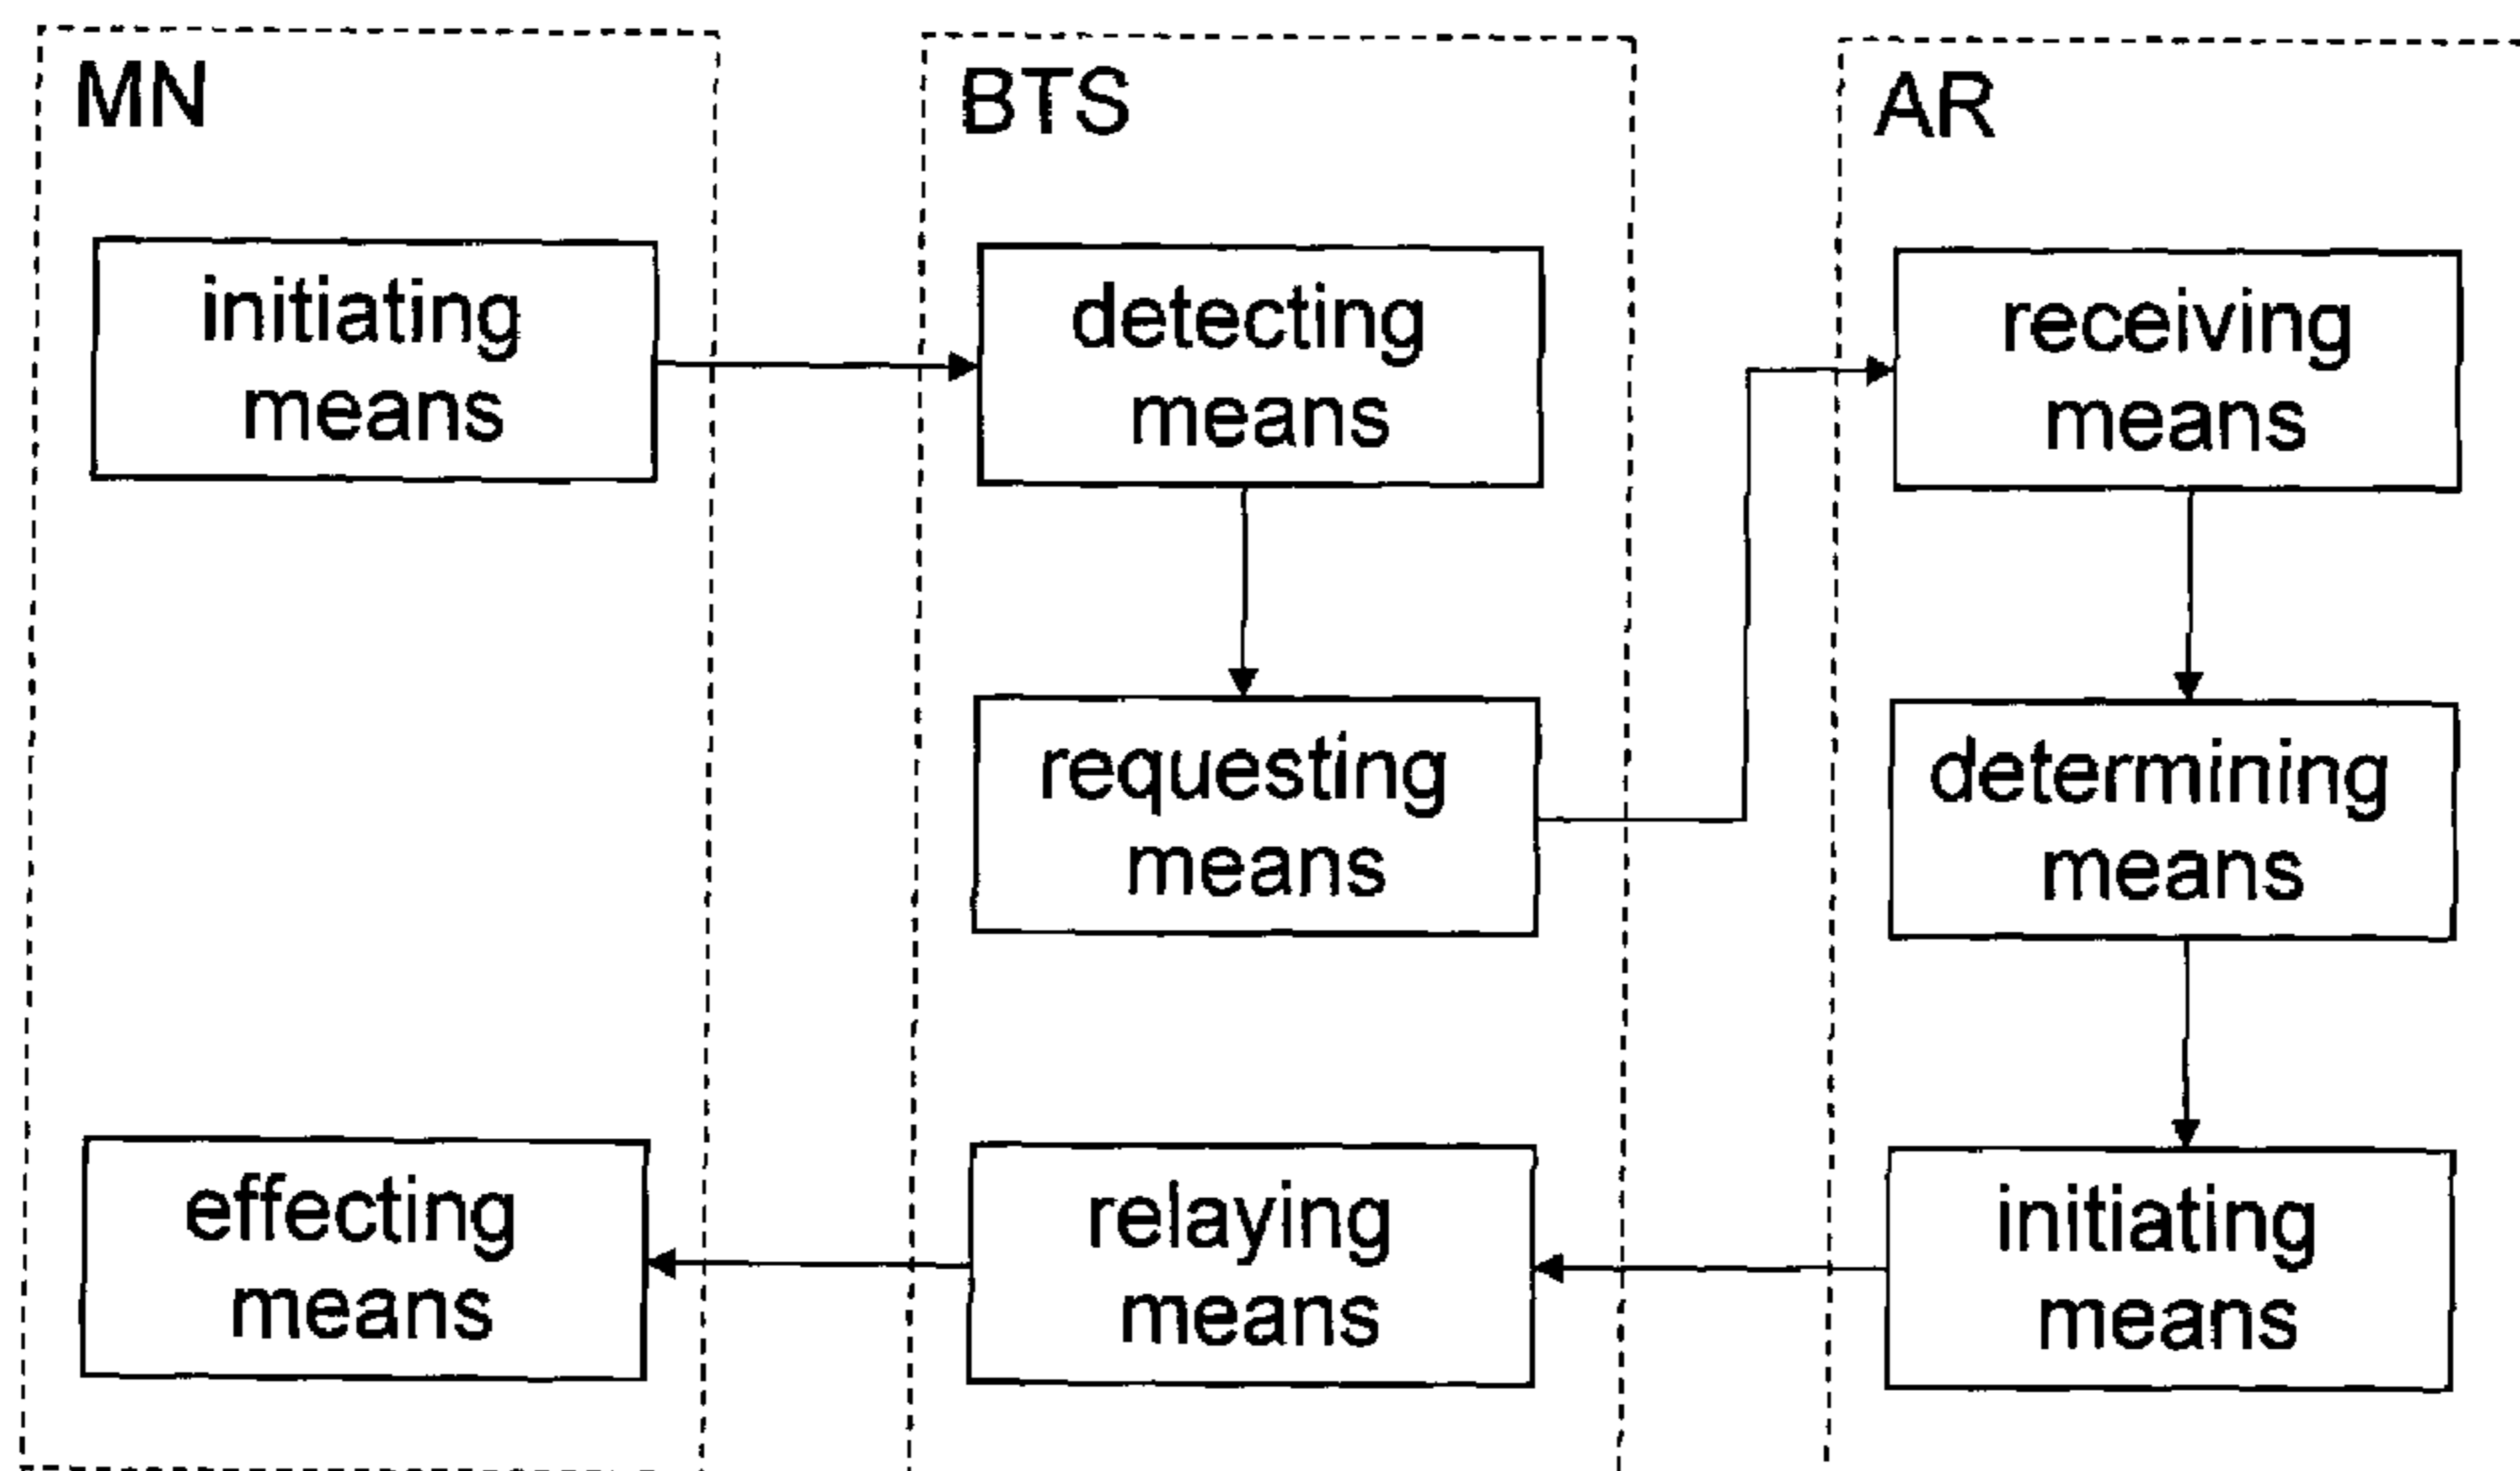 MN
initiating
means
effecting
means
BTS
detecting
means
requesting
means
relaying
means
AR
receiving
means
determining
means
initiating
means